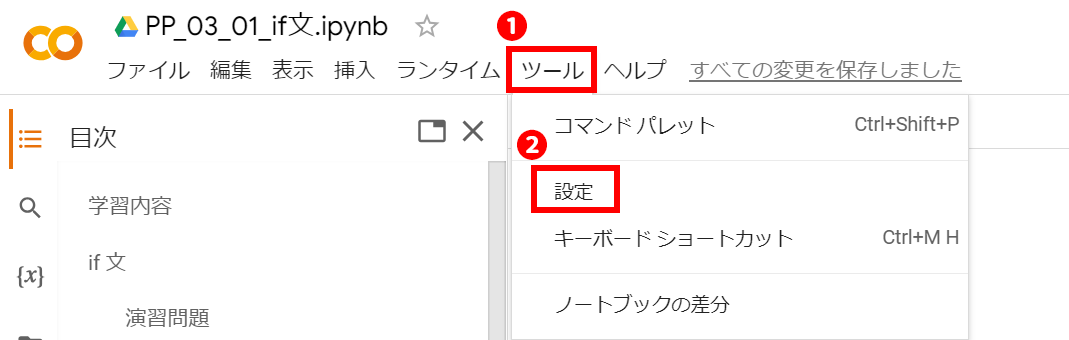 PP_03_01_if文.ipynb
1
ファイル 編集 表示 挿入 ランタイム ツール ヘルプ すべての変更を保存しました
目次
コマンド パレット Ctrl+Shift+P
2
学習内容
設定
キーボード ショートカット Ctrl+M H
if 文
{x}
ノートブックの差分
演習問題